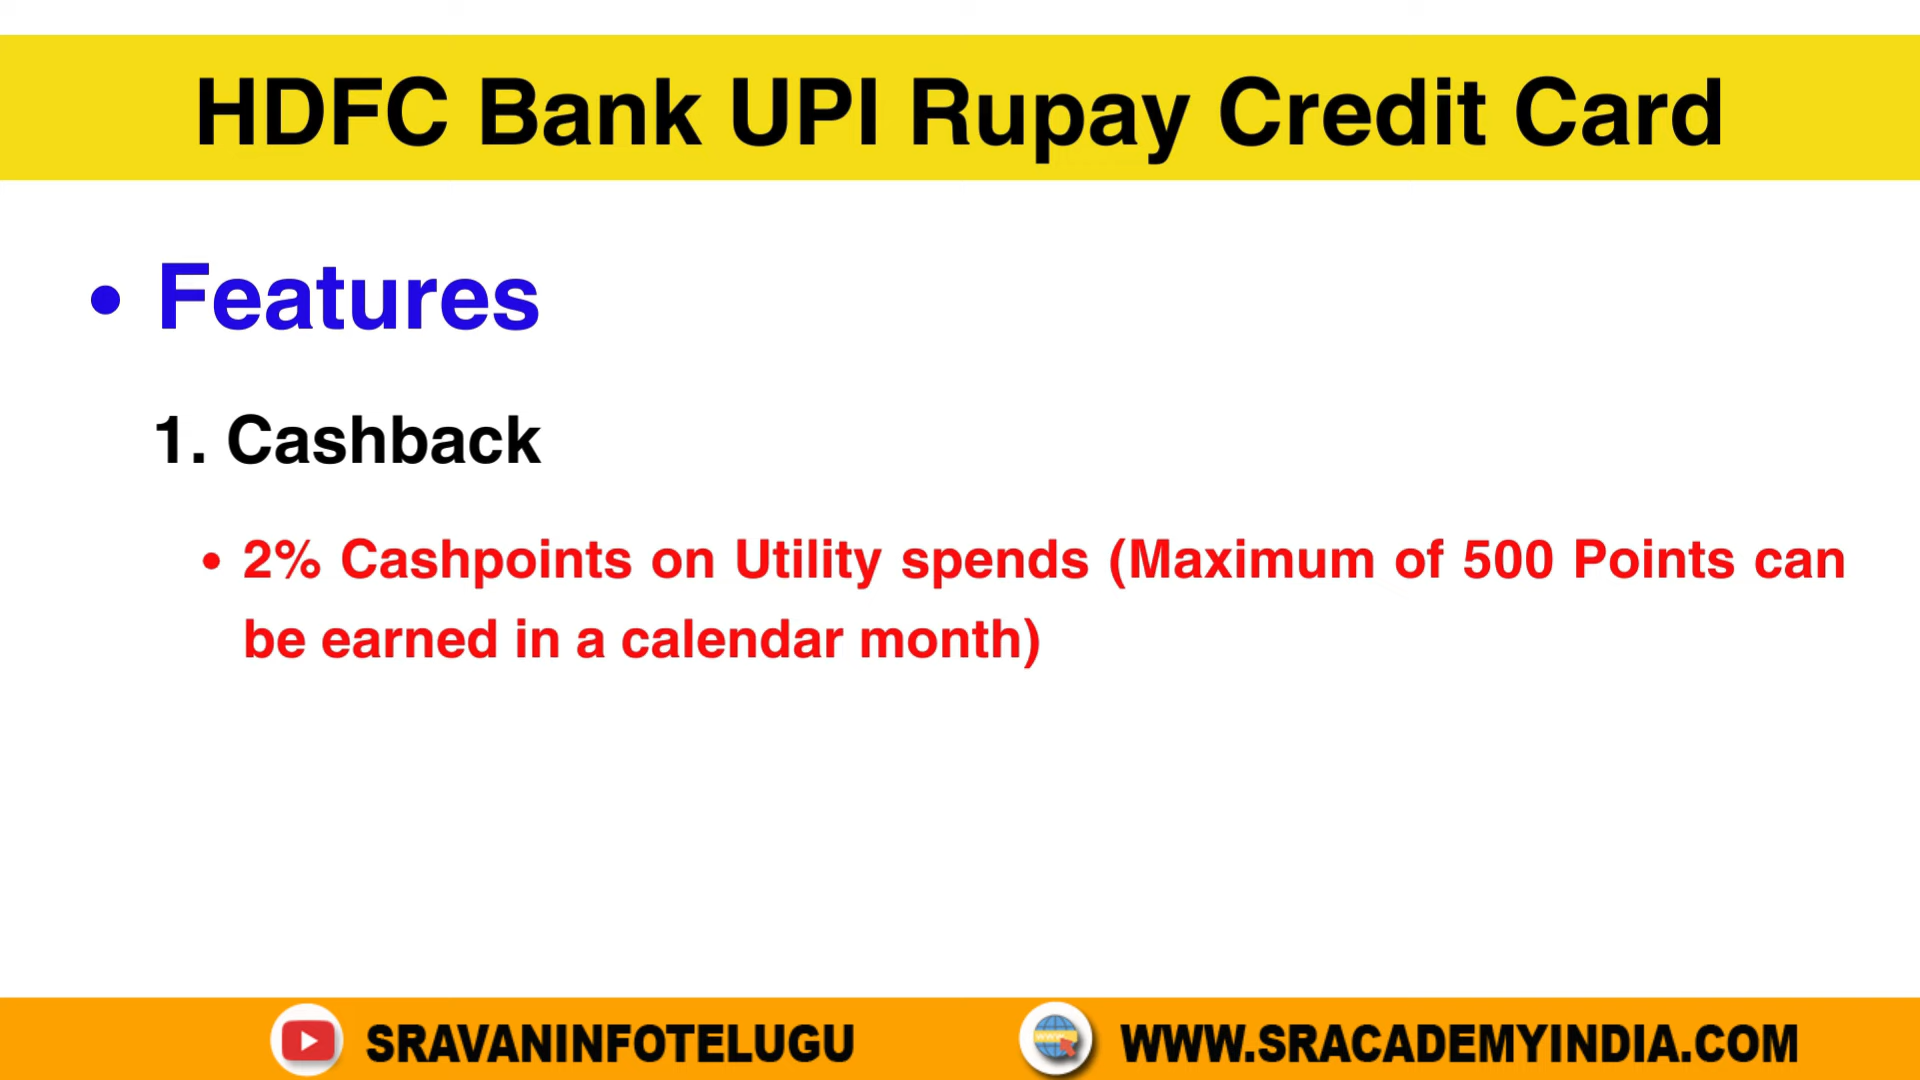 HDFC Bank UPI Rupay Credit Card
• Features
1. Cashback
• 2% Cashpoints on Utility spends (Maximum of 500 Points can
be earned in a calendar month)
SRAVANINFOTELUGU
WWW.SRACADEMYINDIA.COM